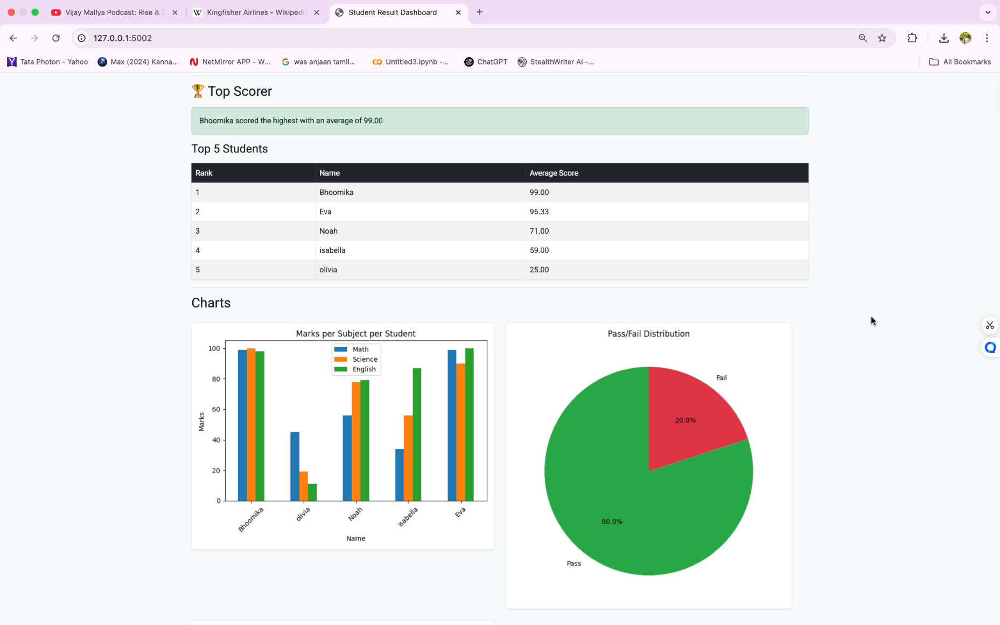 Vijay Mallya Podcast: Rise & D
Kingfisher Airlines - Wikipedia
Student Result Dashboard
127.0.0.1:5002
Tata Photon - Yahoo
Max (2024) Kanna...
NetMirror APP - W...
was anjaan tamil...
Untitled3.ipynb -...
ChatGPT
StealthWriter AI -...
All Bookmarks
🏆 Top Scorer
Bhoomika scored the highest with an average of 99.00
Top 5 Students
Rank Name Average Score
1 Bhoomika 99.00
2 Eva 96.33
3 Noah 71.00
4 isabella 59.00
5 olivia 25.00
Charts
Marks per Subject per Student
Math
Science
English
100
80
60
40
20
0
Marks
Bhoomika
olivia
Noah
isabella
Eva
Name
Pass/Fail Distribution
Fail
20.0%
80.0%
Pass